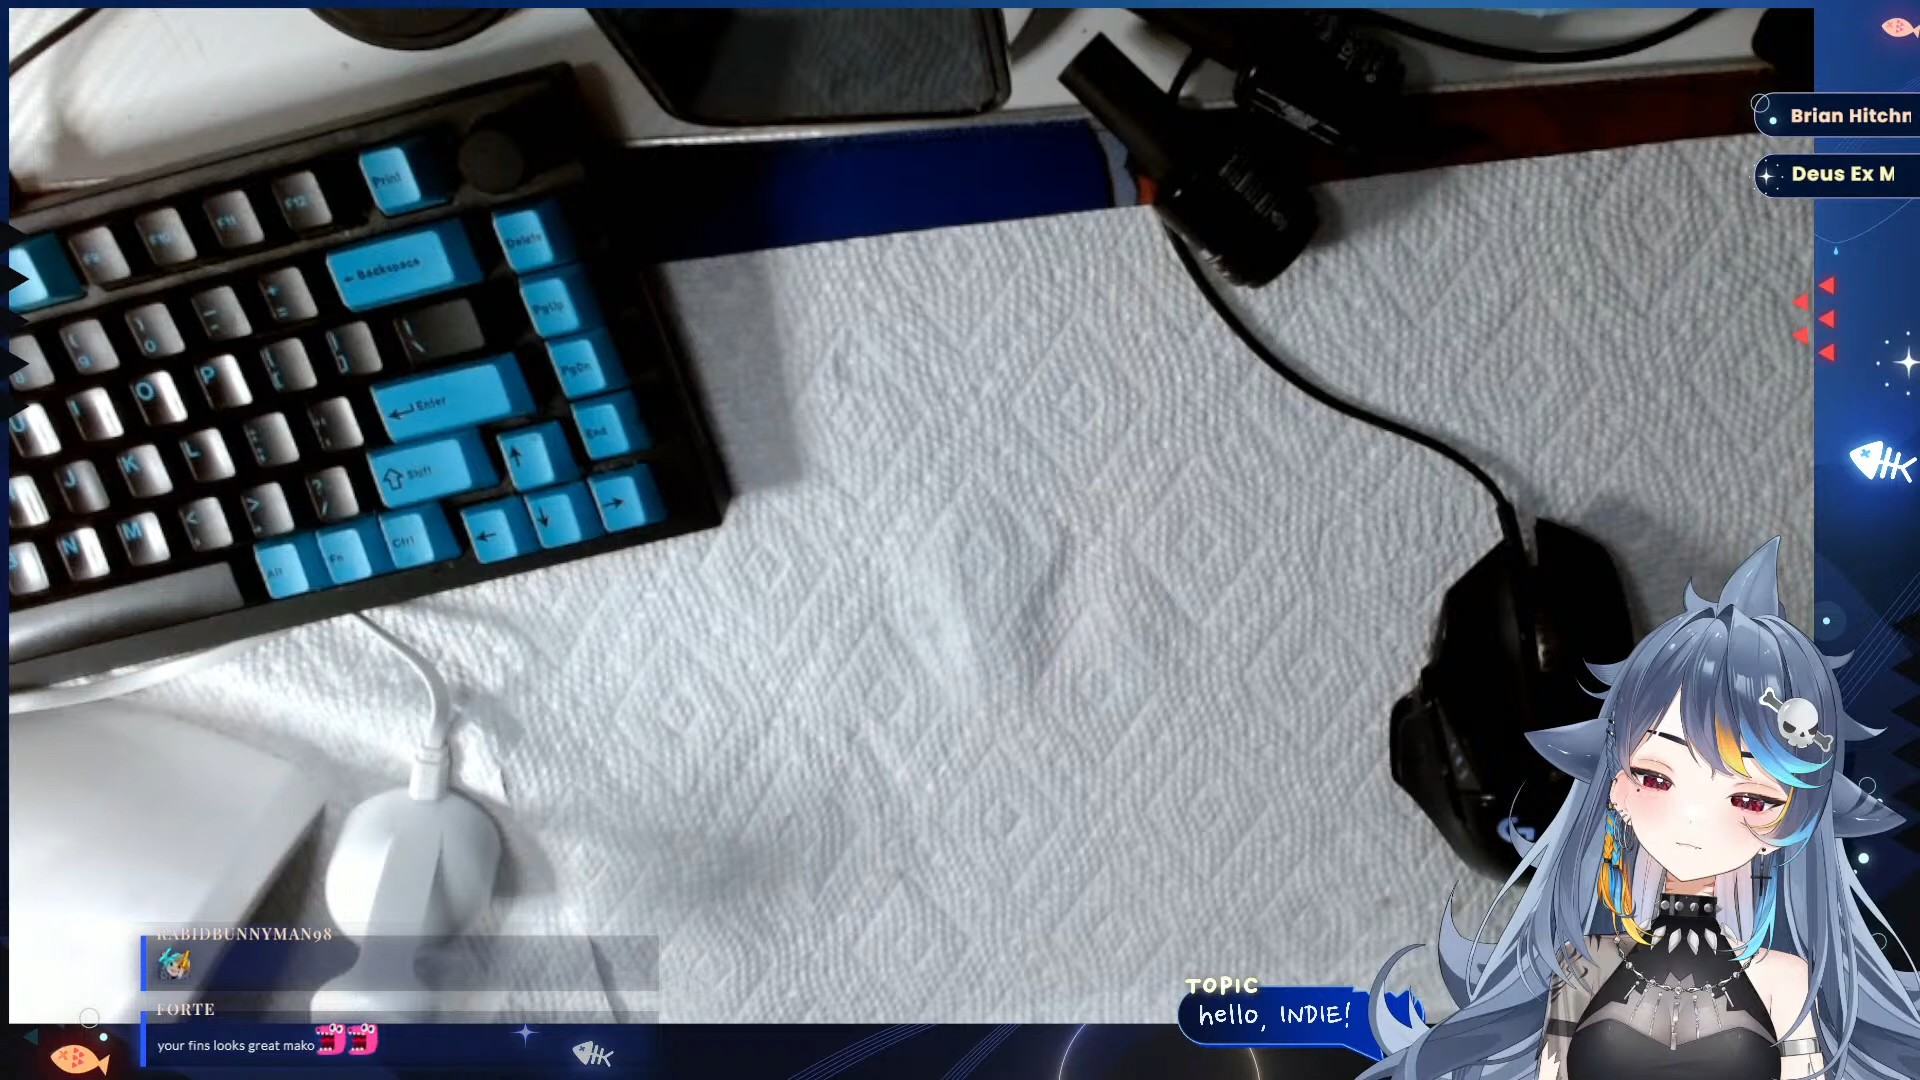 Brian Hitchn
Deus Ex M
Print
F12
F11
F10
Delete
Backspace
PgUp
PgDn
O
P
Enter
End
U
I
J
K
L
Shift
N
M
Alt
Fn
Ctrl
RABIDBUNNYMAN98
FORTE
your fins looks great mako
TOPIC
hello, INDIE!